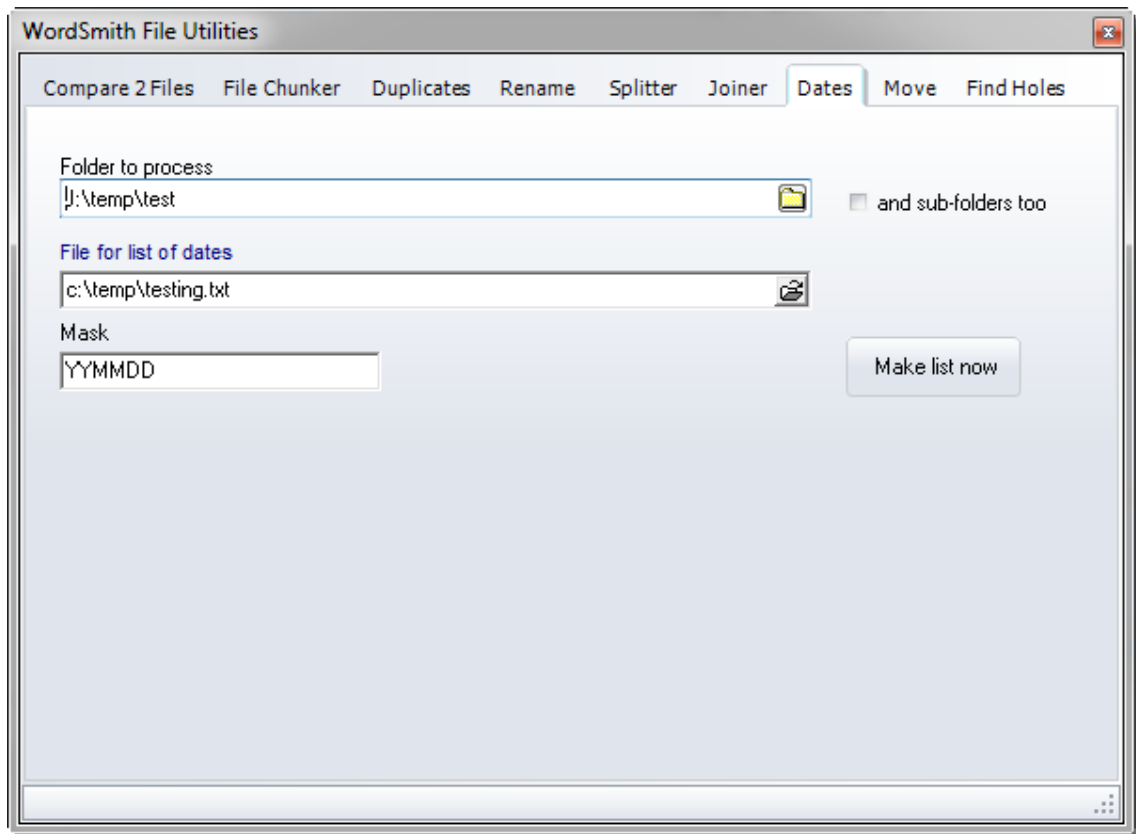 WordSmith File Utilities
Compare 2 Files File Chunker Duplicates Rename Splitter Joiner Dates Move Find Holes
Folder to process
J:\temp\test
and sub-folders too
File for list of dates
c:\temp\testing.txt
Mask
YYMMDD
Make list now